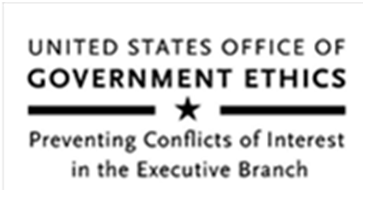 UNITED STATES OFFICE OF
GOVERNMENT ETHICS
Preventing Conflicts of Interest
in the Executive Branch